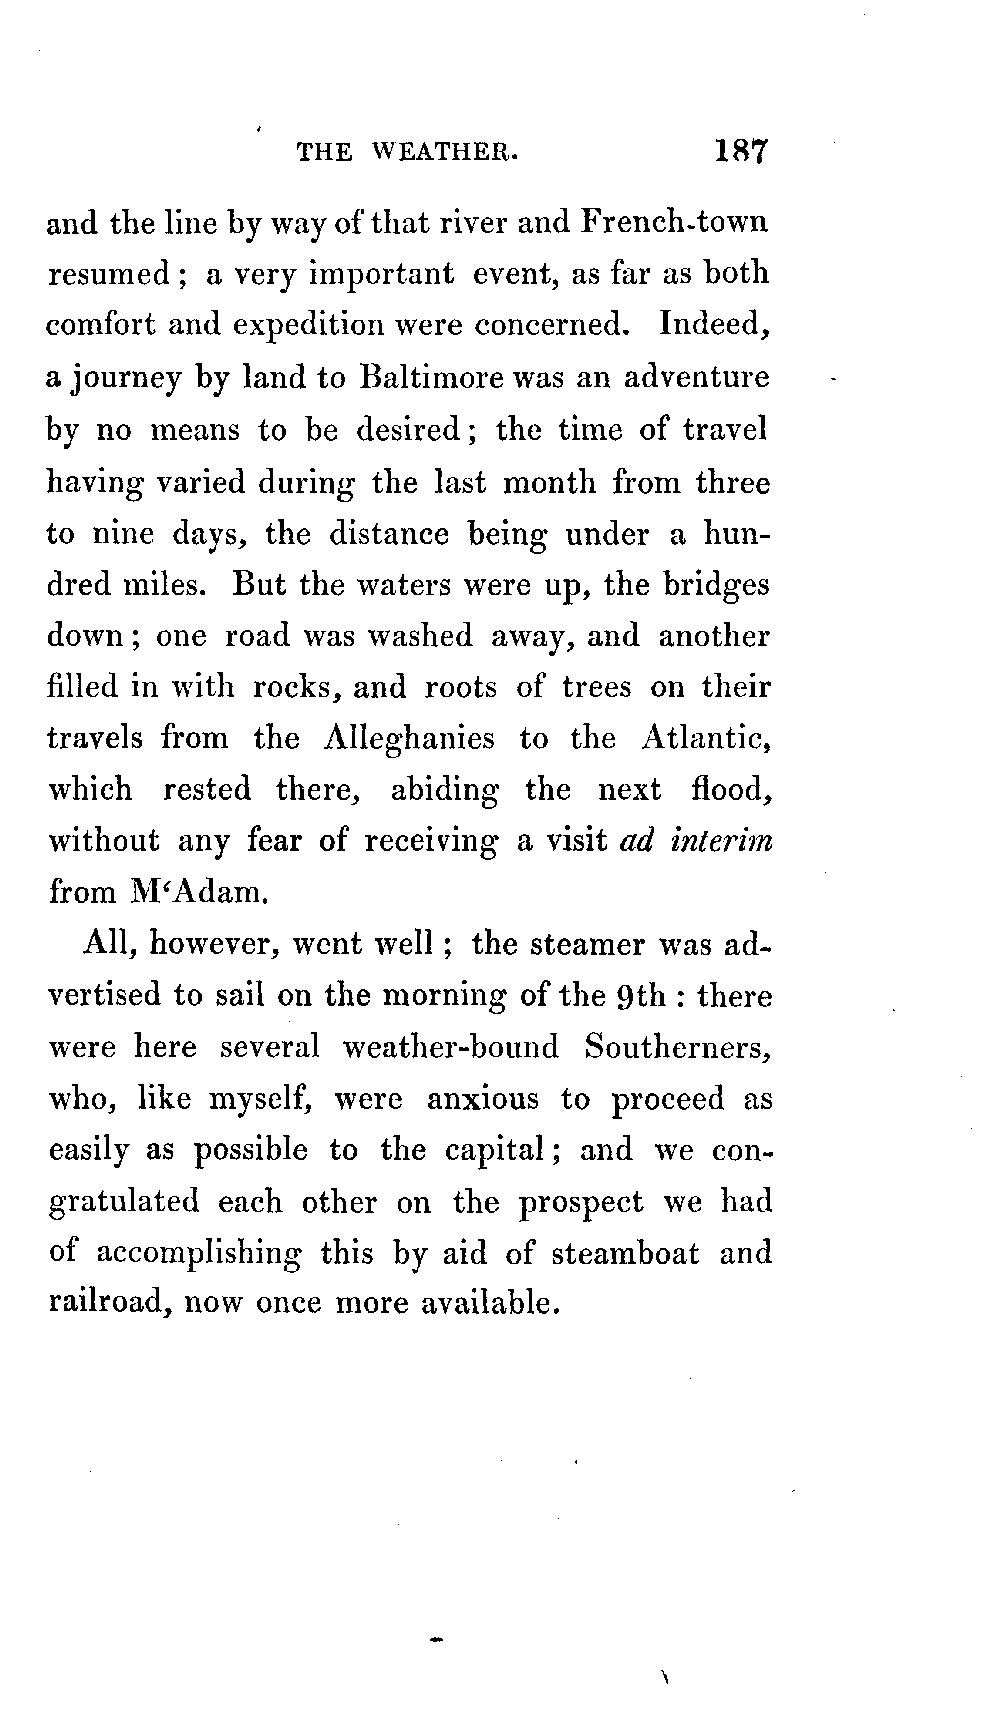 THE WEATHER. 187
and the line by way of that river and French-town
resumed ; a very important event, as far as both
comfort and expedition were concerned. Indeed,
a journey by land to Baltimore was an adventure
by no means to be desired ; the time of travel
having varied during the last month from three
to nine days, the distance being under a hun-
dred miles. But the waters were up, the bridges
down ; one road was washed away, and another
filled in with rocks, and roots of trees on their
travels from the Alleghanies to the Atlantic,
which rested there, abiding the next flood,
without any fear of receiving a visit ad interim
from M‘Adam.
All, however, went well ; the steamer was ad-
vertised to sail on the morning of the 9th : there
were here several weather-bound Southerners,
who, like myself, were anxious to proceed as
easily as possible to the capital ; and we con-
gratulated each other on the prospect we had
of accomplishing this by aid of steamboat and
railroad, now once more available.